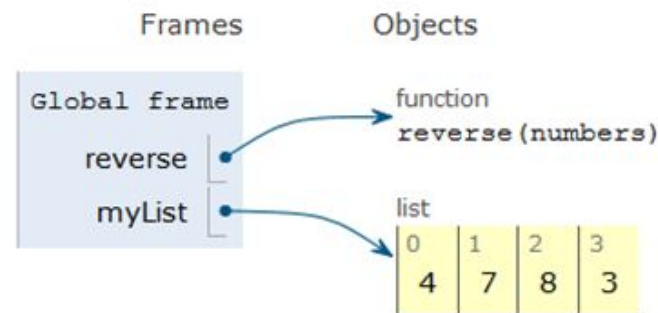 Frames Objects
Global frame
function
reverse
reverse(numbers)
myList
list
0 1 2 3
4 7 8 3